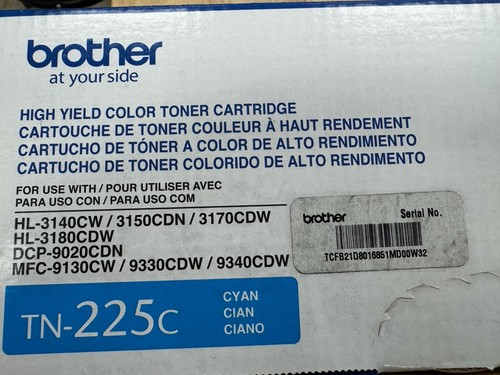 brother
at your side
HIGH YIELD COLOR TONER CARTRIDGE
CARTOUCHE DE TONER COULEUR À HAUT RENDEMENT
CARTUCHO DE TÓNER A COLOR DE ALTO RENDIMIENTO
CARTUCHO DE TONER COLORIDO DE ALTO RENDIMENTO
FOR USE WITH / POUR UTILISER AVEC
PARA USO CON / PARA USO COM
HL-3140CW / 3150CDN / 3170CDW
HL-3180CDW
DCP-9020CDN
MFC-9130CW / 9330CDW / 9340CDW
brother Serial No.
TCFB21D8016851MD00W32
TN-225C
CYAN
CIAN
CIANO